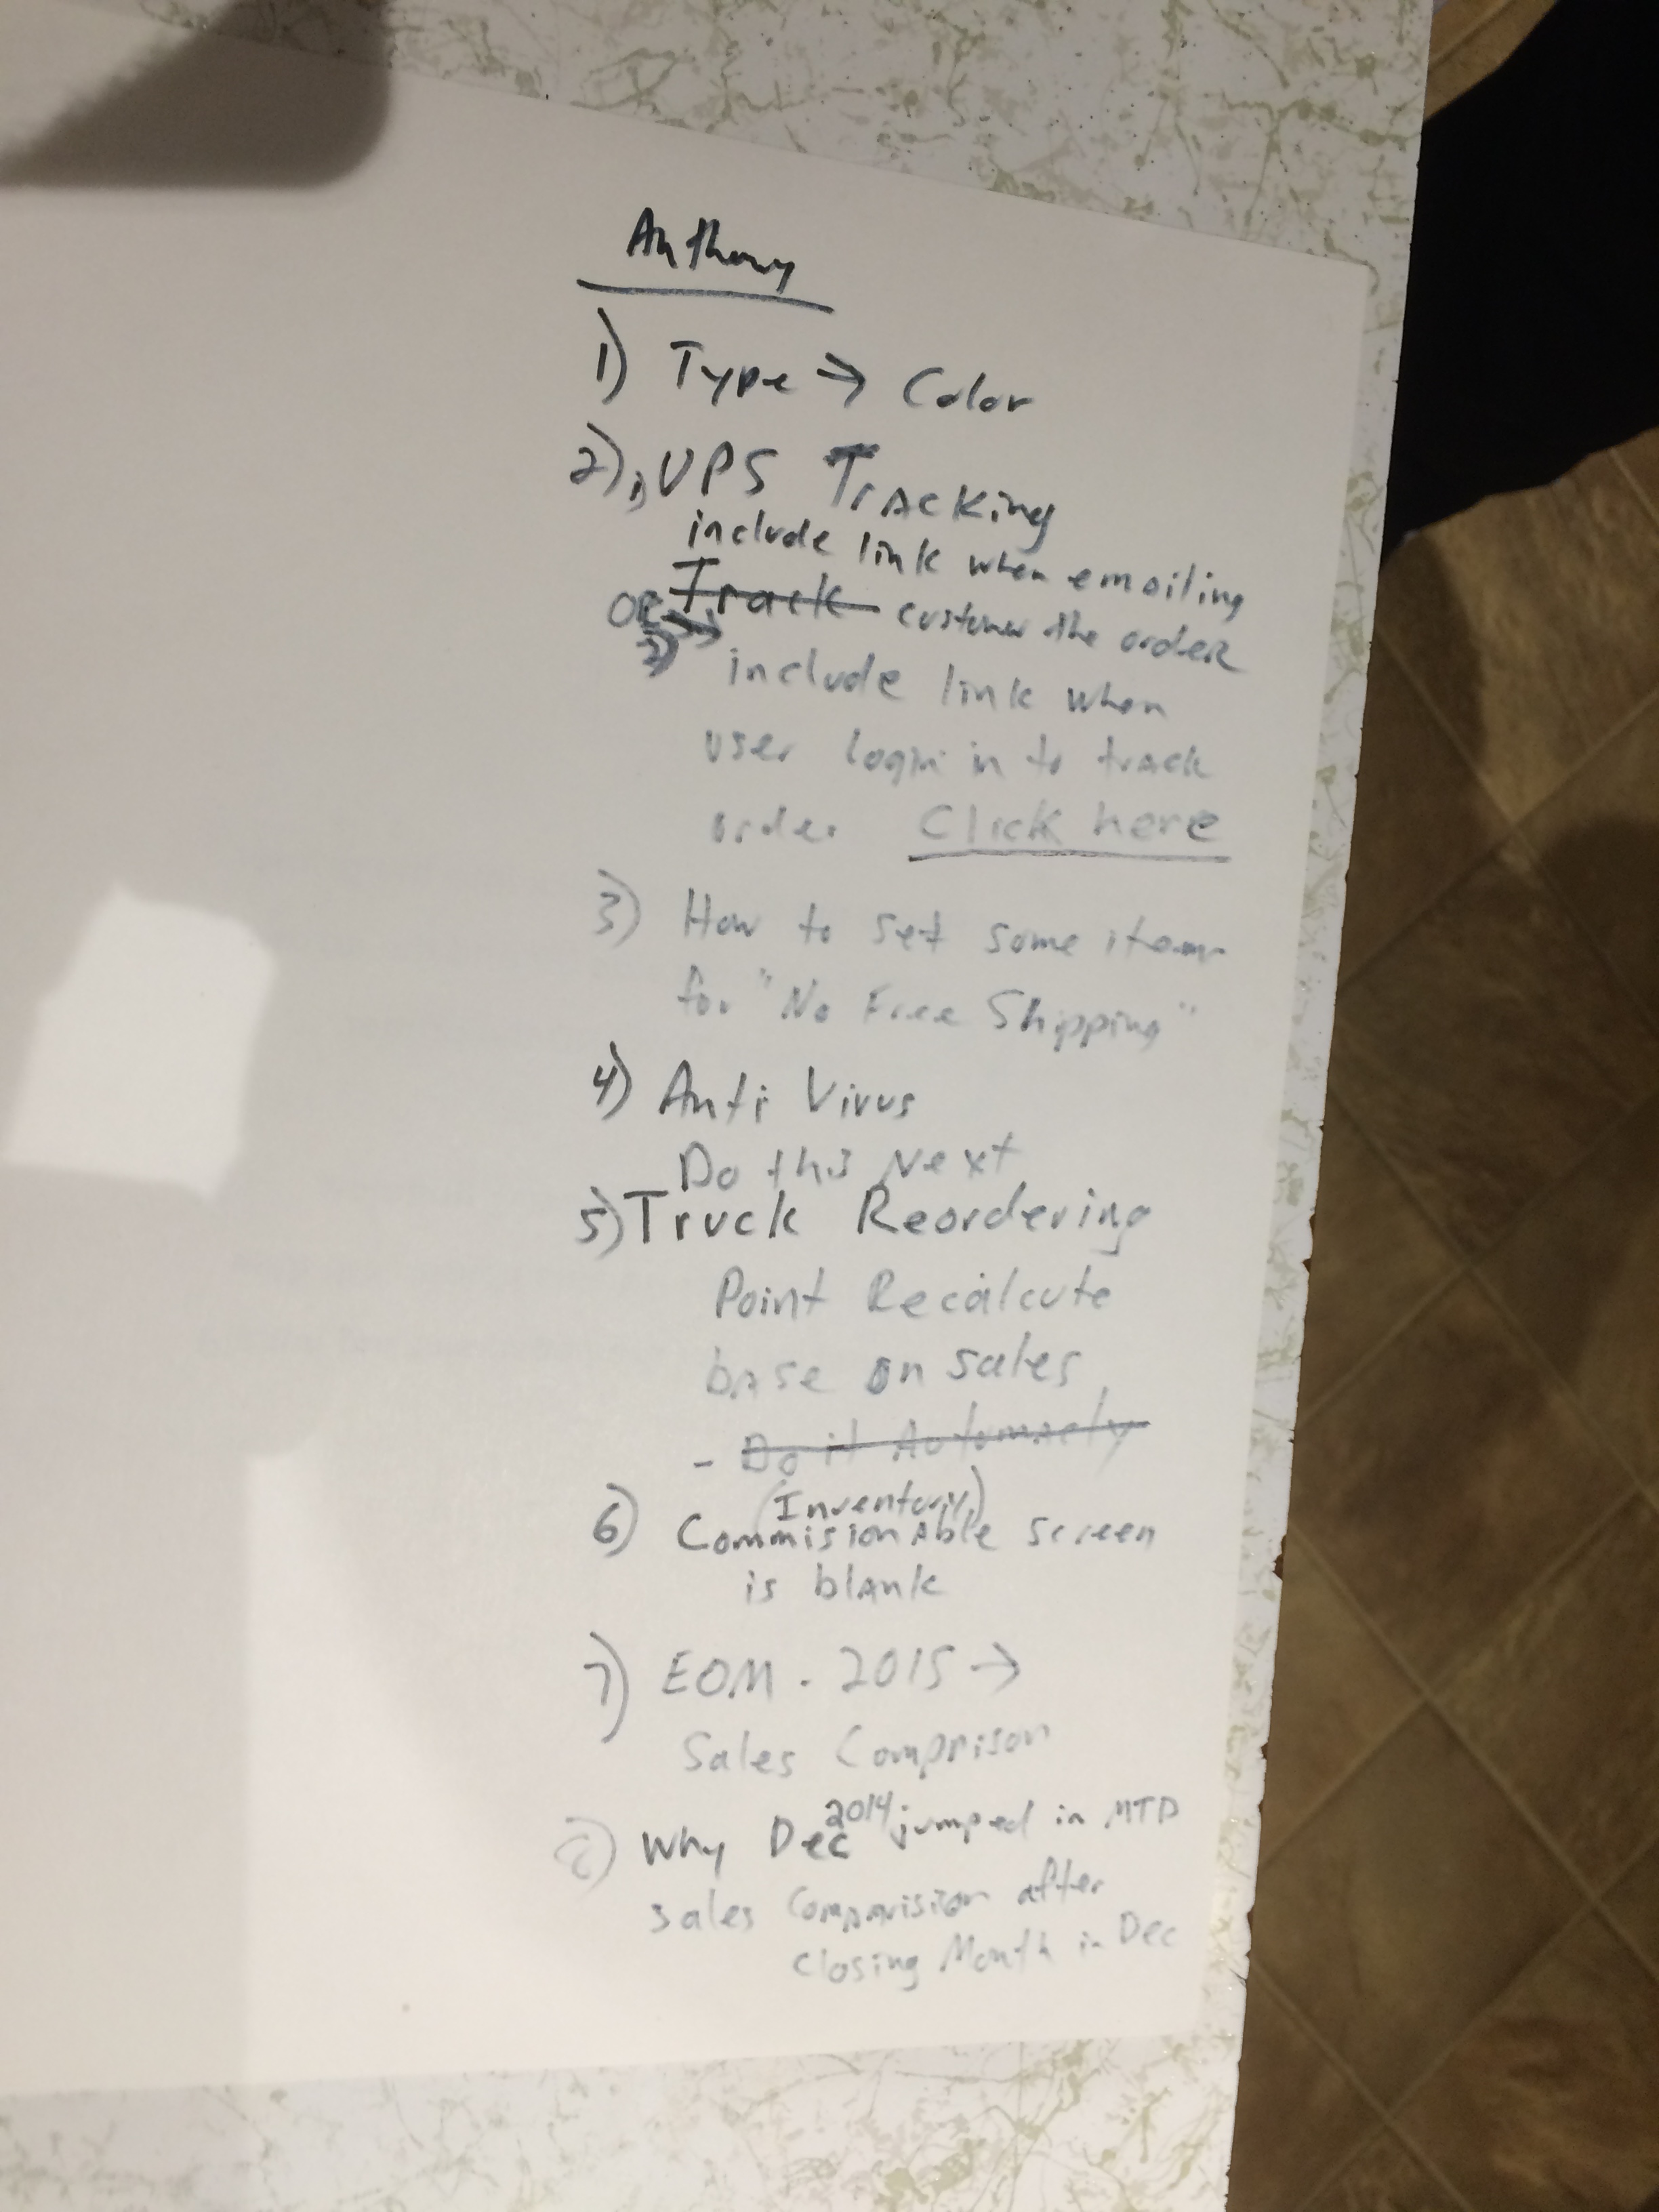 Anthony
1) Type → Color
2) 1) UPS Tracking
include link when emailing
Track customer the order
OR →
2) include link when
user login in to track
order Click here
3) How to set some item
for "No Free Shipping"
4) Anti Virus
Do this Next
5) Truck Reordering
Point Recalcute
base on sales
- Do it Automacly
(Inventory)
6) Commisionable screen
is blank
7) EOM - 2015 →
Sales Comprison
8) Why Dec 2014 jumped in MTD
sales Comparision after
closing Month in Dec